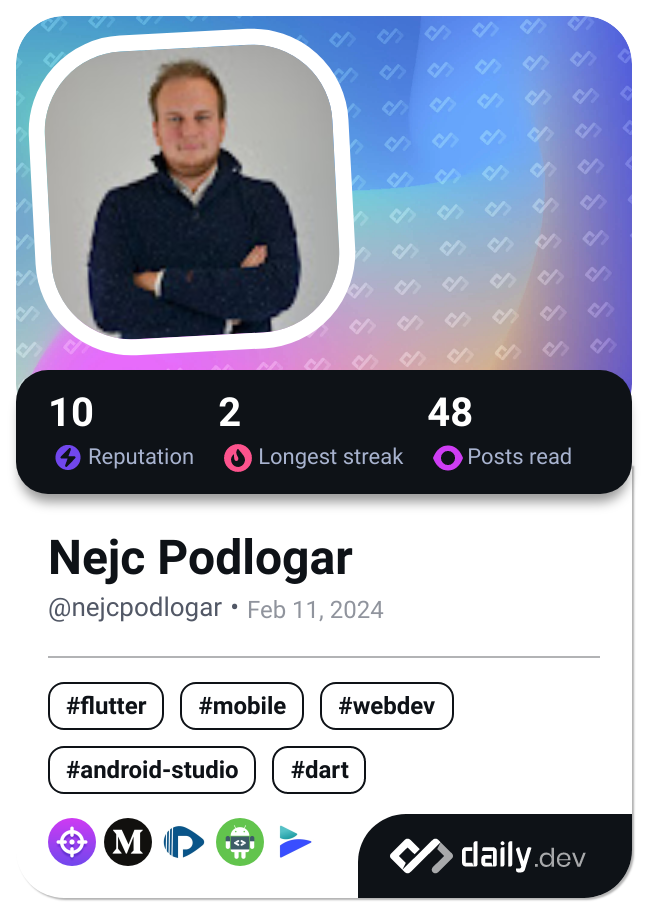 10 2 48
Reputation Longest streak Posts read
Nejc Podlogar
@nejcpodlogar • Feb 11, 2024
#flutter #mobile #webdev
#android-studio #dart
M
daily.dev